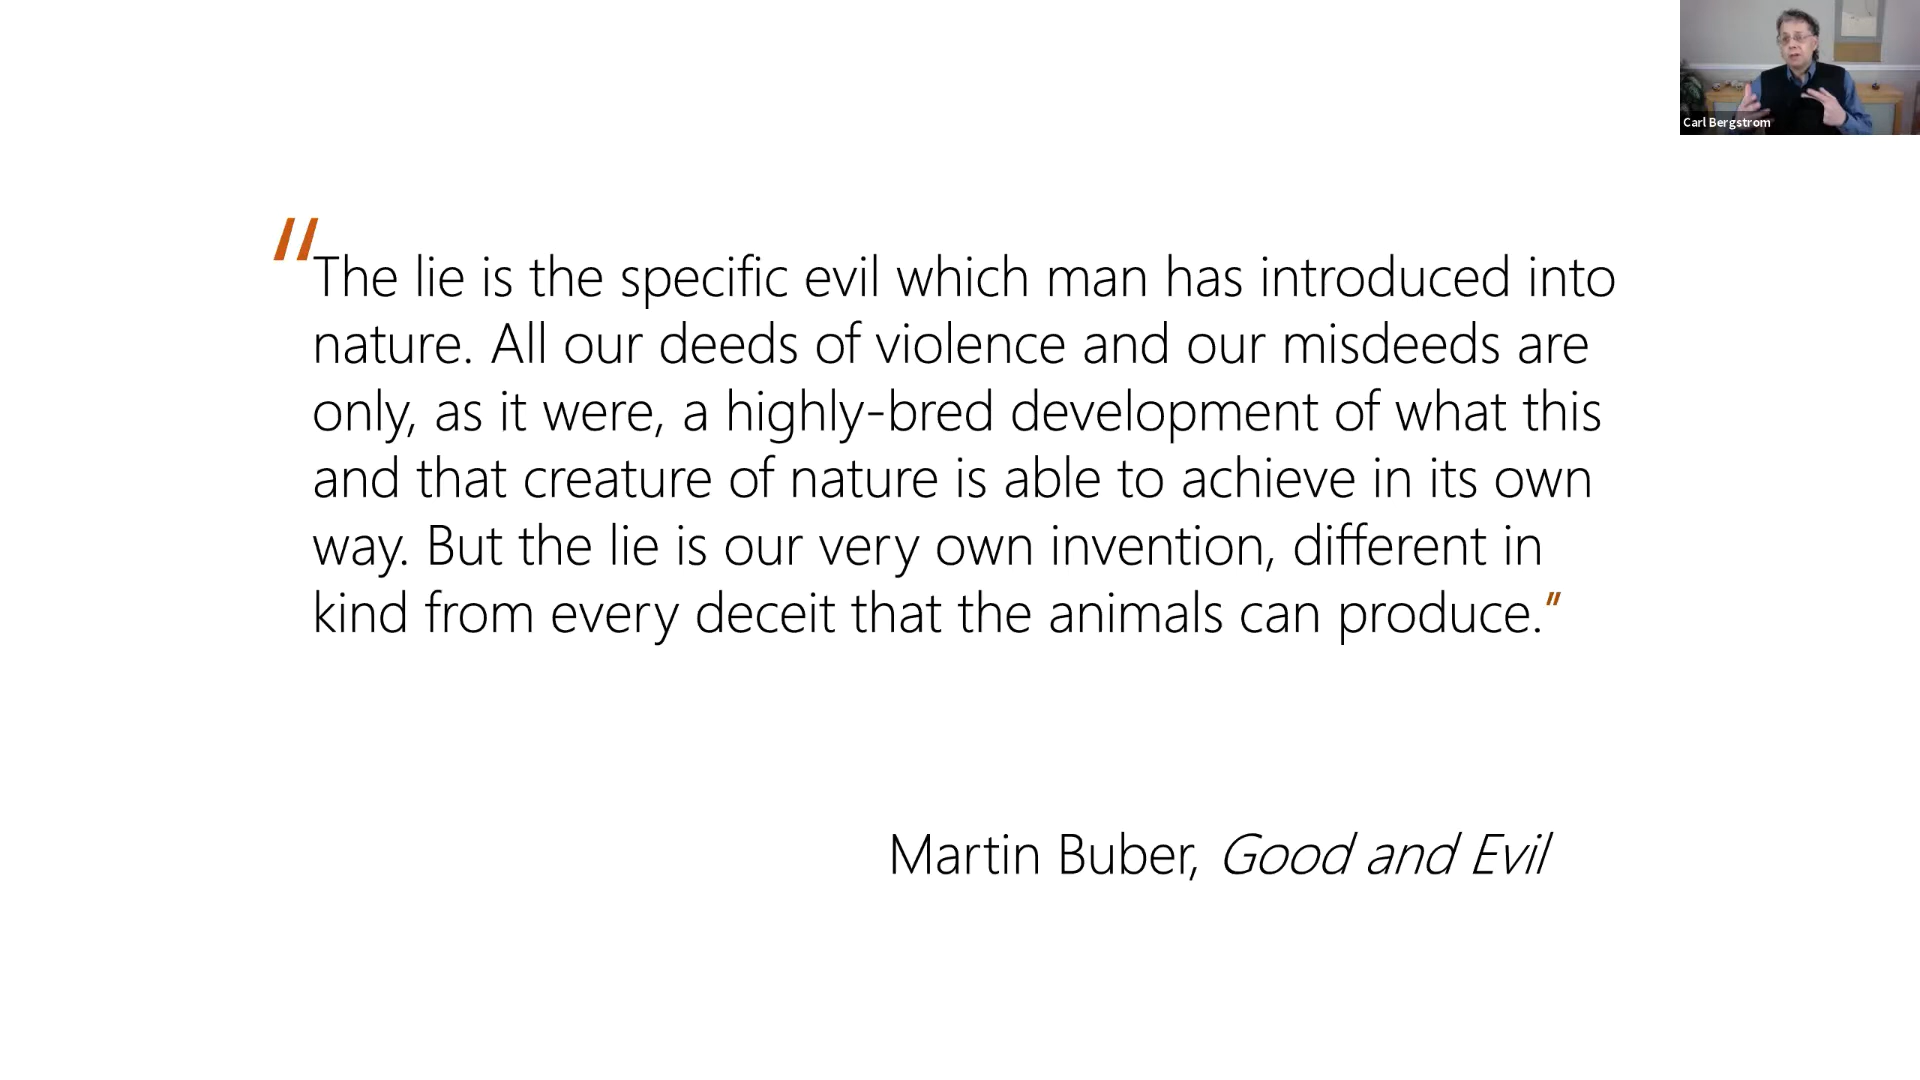 Carl Bergstrom
"The lie is the specific evil which man has introduced into
nature. All our deeds of violence and our misdeeds are
only, as it were, a highly-bred development of what this
and that creature of nature is able to achieve in its own
way. But the lie is our very own invention, different in
kind from every deceit that the animals can produce."
Martin Buber, Good and Evil